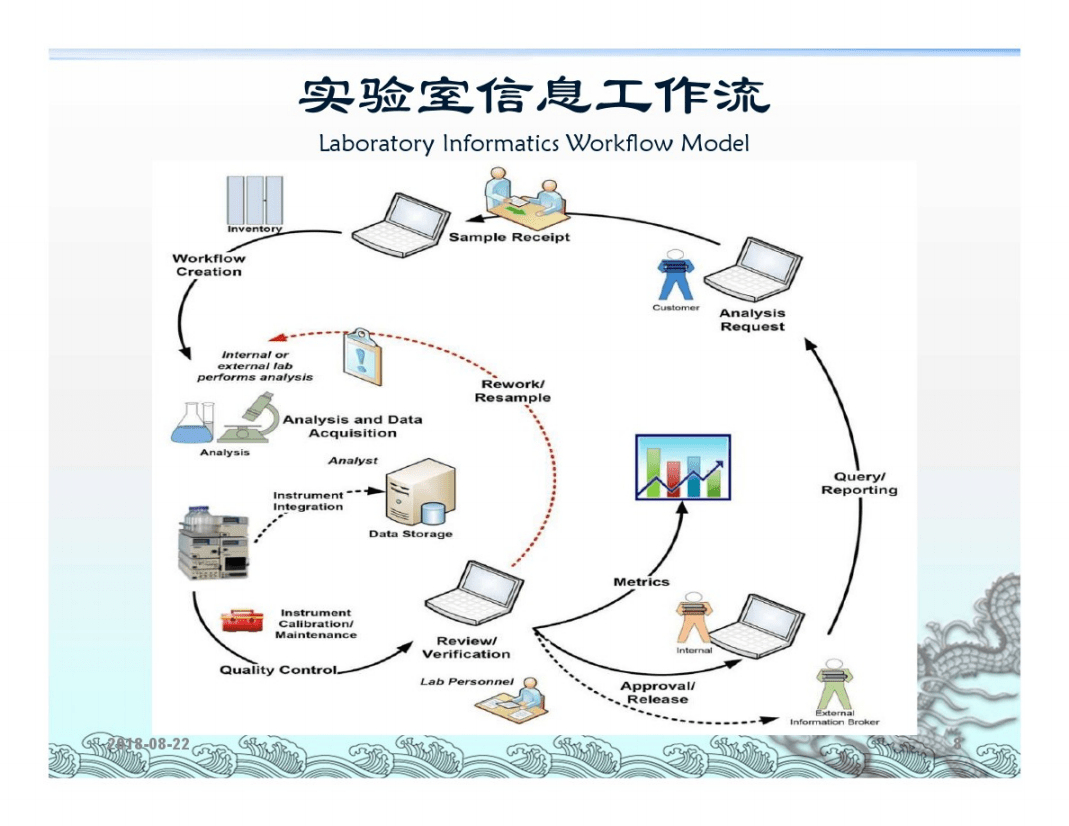 实验室信息工作流
Laboratory Informatics Workflow Model
Inventory
Sample Receipt
Workflow
Creation
Customer
Analysis
Request
Internal or
external lab
performs analysis
Rework/
Resample
Analysis and Data
Acquisition
Analysis
Analyst
Instrument
Integration
Data Storage
Query/
Reporting
Metrics
Instrument
Calibration/
Maintenance
Quality Control
Review/
Verification
Lab Personnel
Internal
Approval/
Release
External
Information Broker
2018-08-22
8